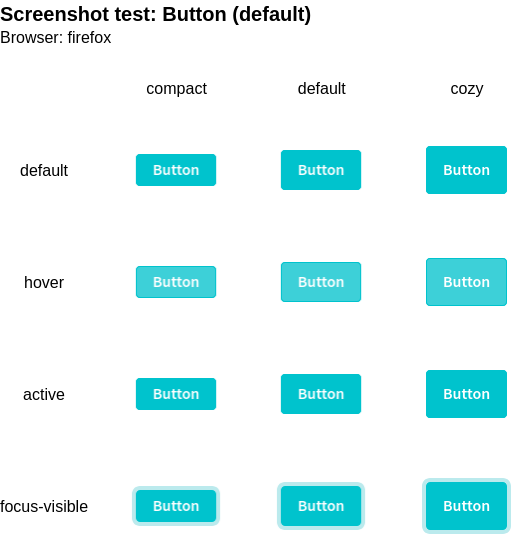 Screenshot test: Button (default)
Browser: firefox
compact default cozy
default Button Button Button
hover Button Button Button
active Button Button Button
focus-visible Button Button Button